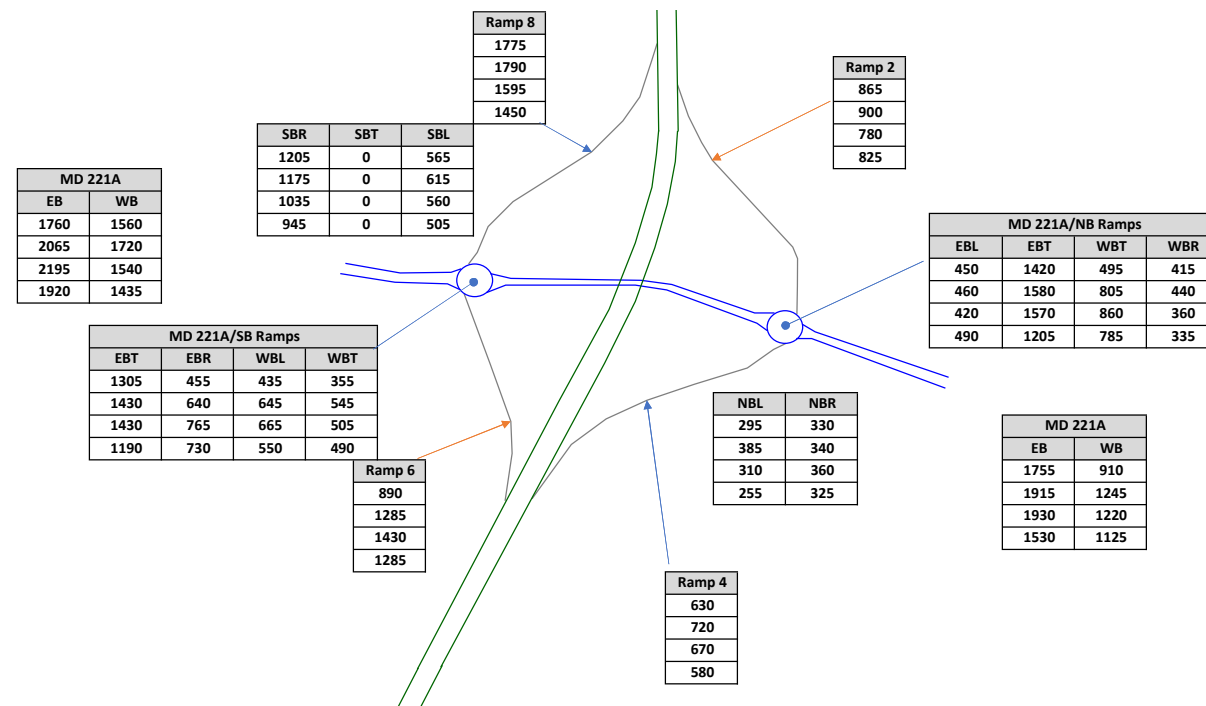 Ramp 8
1775
1790
1595
1450
Ramp 2
865
900
780
825
SBR SBT SBL
1205 0 565
1175 0 615
1035 0 560
945 0 505
MD 221A
EB WB
1760 1560
2065 1720
2195 1540
1920 1435
MD 221A/NB Ramps
EBL EBT WBT WBR
450 1420 495 415
460 1580 805 440
420 1570 860 360
490 1205 785 335
MD 221A/SB Ramps
EBT EBR WBL WBT
1305 455 435 355
1430 640 645 545
1430 765 665 505
1190 730 550 490
NBL NBR
295 330
385 340
310 360
255 325
MD 221A
EB WB
1755 910
1915 1245
1930 1220
1530 1125
Ramp 6
890
1285
1430
1285
Ramp 4
630
720
670
580